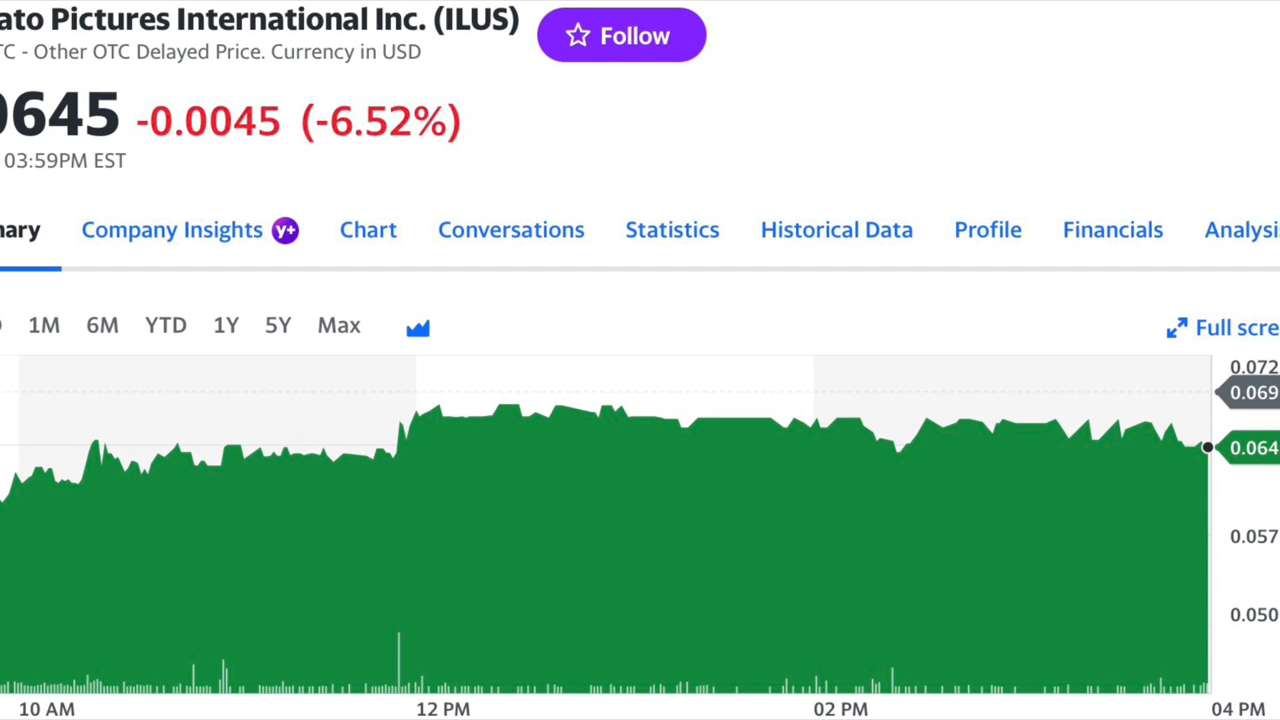 ato Pictures International Inc. (ILUS)
Follow
TC - Other OTC Delayed Price. Currency in USD
0645 -0.0045 (-6.52%)
03:59PM EST
nary Company Insights y+ Chart Conversations Statistics Historical Data Profile Financials Analysi
1M 6M YTD 1Y 5Y Max
Full scre
0.072
0.069
0.064
0.057
0.050
10 AM 12 PM 02 PM 04 PM